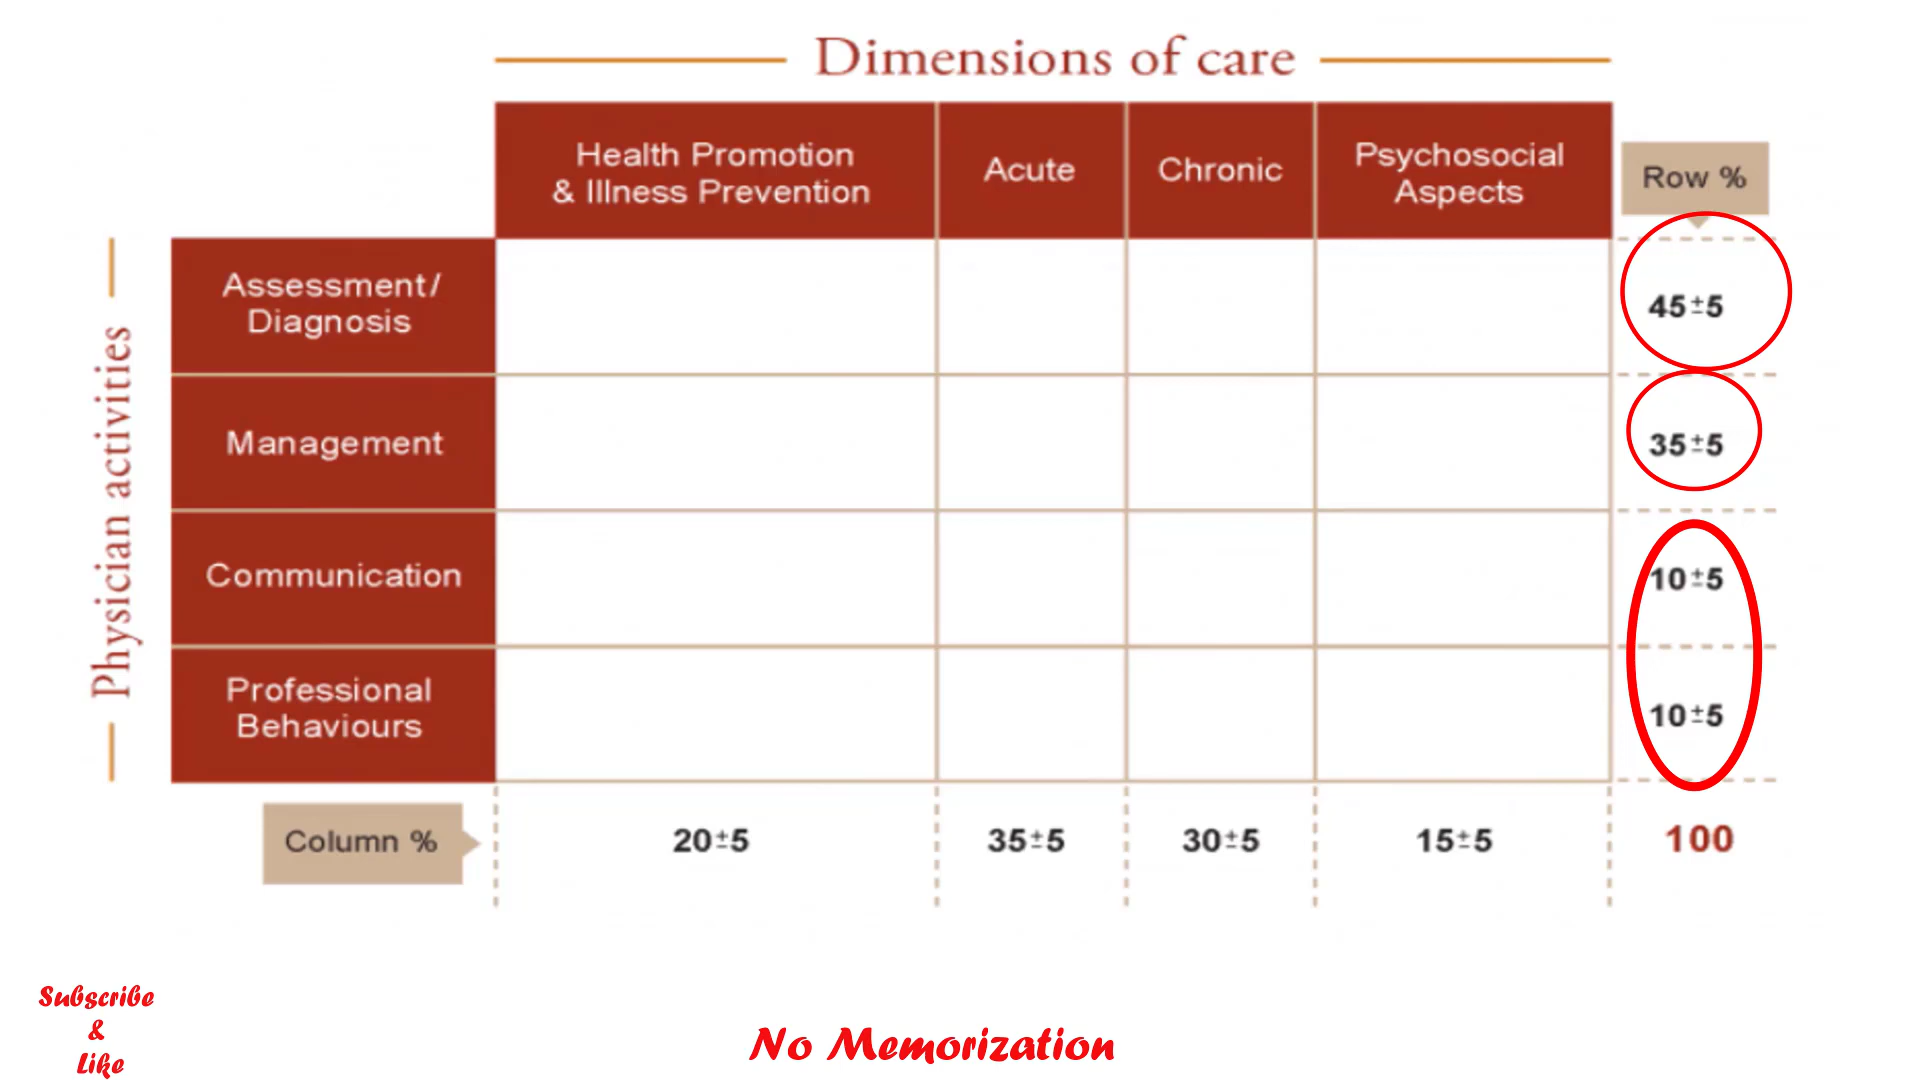 Dimensions of care
Health Promotion
& Illness Prevention
Acute
Chronic
Psychosocial
Aspects
Row %
Physician activities
Assessment/
Diagnosis
45±5
Management
35±5
Communication
10±5
Professional
Behaviours
10±5
Column %
20±5
35±5
30±5
15±5
100
Subscribe
&
Like
No Memorization